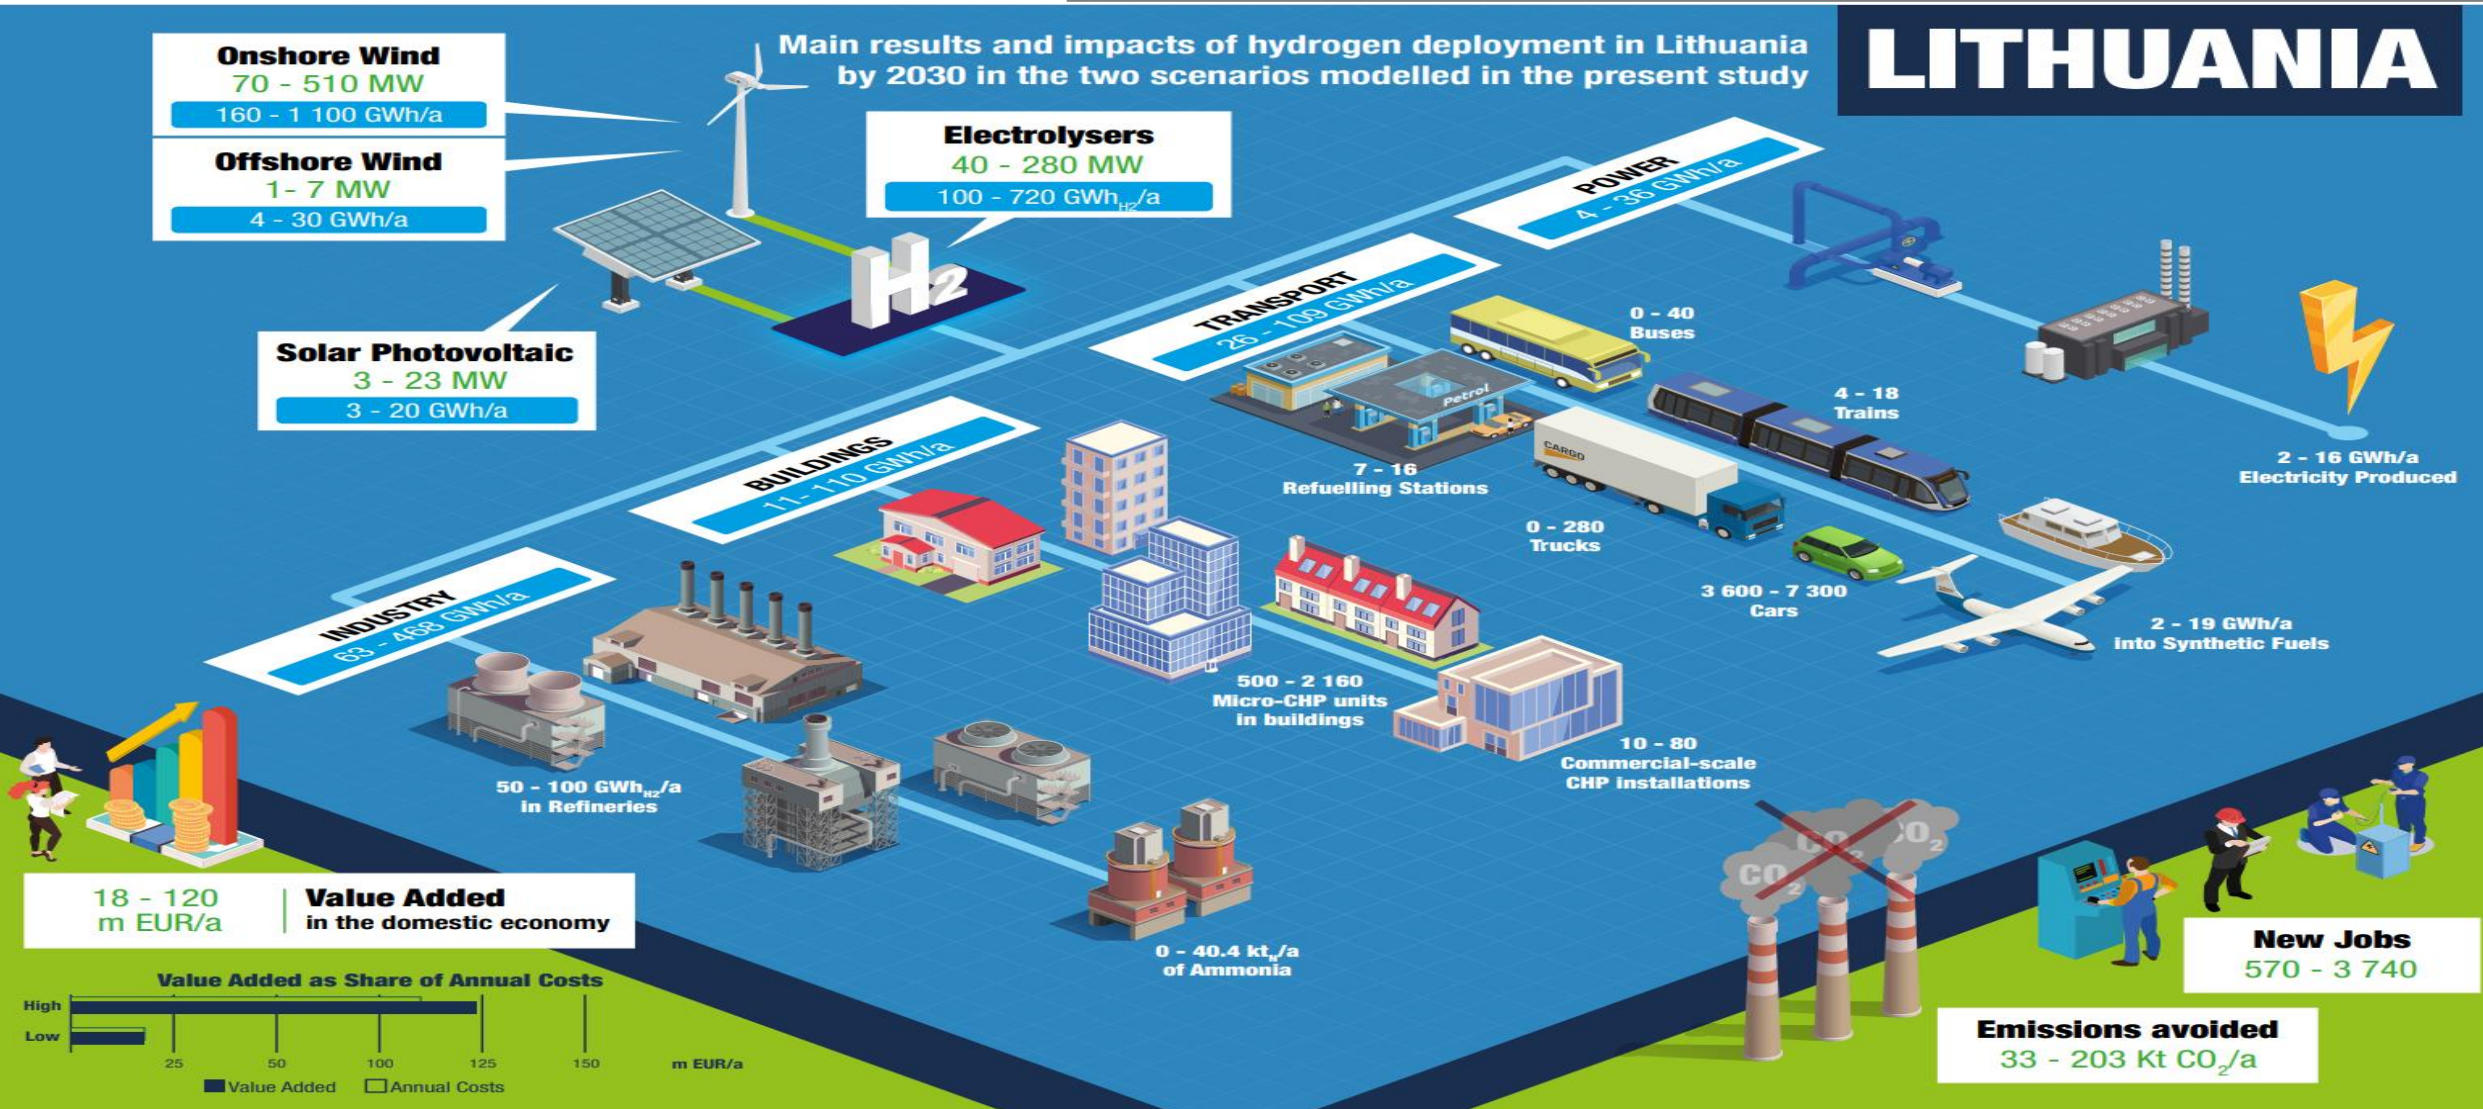 Main results and impacts of hydrogen deployment in Lithuania
by 2030 in the two scenarios modelled in the present study
LITHUANIA
Onshore Wind
70 - 510 MW
160 - 1 100 GWh/a
Offshore Wind
1- 7 MW
4 - 30 GWh/a
Electrolysers
40 - 280 MW
100 - 720 GWhH2/a
H2
Solar Photovoltaic
3 - 23 MW
3 - 20 GWh/a
POWER
4 - 36 GWh/a
TRANSPORT
26 - 109 GWh/a
BUILDINGS
11- 110 GWh/a
INDUSTRY
63 - 468 GWh/a
0 - 40
Buses
4 - 18
Trains
Petrol
CARGO
7 - 16
Refuelling Stations
0 - 280
Trucks
3 600 - 7 300
Cars
2 - 16 GWh/a
Electricity Produced
2 - 19 GWh/a
into Synthetic Fuels
500 - 2 160
Micro-CHP units
in buildings
10 - 80
Commercial-scale
CHP installations
50 - 100 GWhH2/a
in Refineries
0 - 40.4 ktN/a
of Ammonia
18 - 120
m EUR/a
Value Added
in the domestic economy
Value Added as Share of Annual Costs
High
Low
25 50 100 125 150 m EUR/a
Value Added Annual Costs
CO2
CO2
CO2
New Jobs
570 - 3 740
Emissions avoided
33 - 203 Kt CO2/a